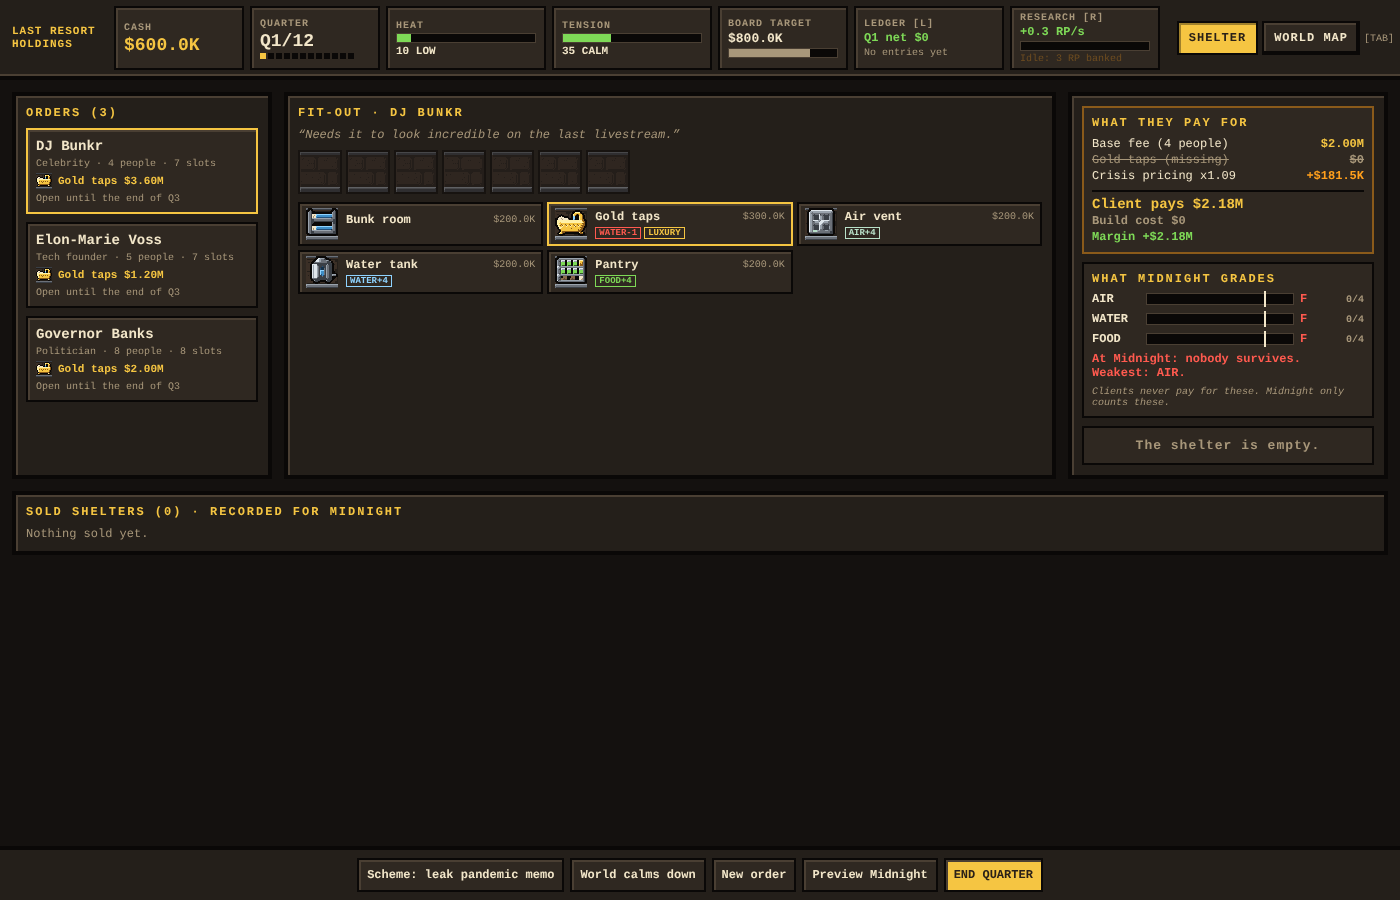 LAST RESORT
HOLDINGS
CASH
$600.0K
QUARTER
Q1/12
HEAT
10 LOW
TENSION
35 CALM
BOARD TARGET
$800.0K
LEDGER [L]
Q1 net $0
No entries yet
RESEARCH [R]
+0.3 RP/s
Idle: 3 RP banked
SHELTER
WORLD MAP
[TAB]
ORDERS (3)
DJ Bunkr
Celebrity · 4 people · 7 slots
Gold taps $3.60M
Open until the end of Q3
Elon-Marie Voss
Tech founder · 5 people · 7 slots
Gold taps $1.20M
Open until the end of Q3
Governor Banks
Politician · 8 people · 8 slots
Gold taps $2.00M
Open until the end of Q3
FIT-OUT · DJ BUNKR
“Needs it to look incredible on the last livestream.”
Bunk room $200.0K
Gold taps $300.0K
WATER-1 LUXURY
Air vent $200.0K
AIR+4
Water tank $200.0K
WATER+4
Pantry $200.0K
FOOD+4
WHAT THEY PAY FOR
Base fee (4 people) $2.00M
Gold taps (missing) $0
Crisis pricing x1.09 +$181.5K
Client pays $2.18M
Build cost $0
Margin +$2.18M
WHAT MIDNIGHT GRADES
AIR F 0/4
WATER F 0/4
FOOD F 0/4
At Midnight: nobody survives.
Weakest: AIR.
Clients never pay for these. Midnight only
counts these.
The shelter is empty.
SOLD SHELTERS (0) · RECORDED FOR MIDNIGHT
Nothing sold yet.
Scheme: leak pandemic memo
World calms down
New order
Preview Midnight
END QUARTER